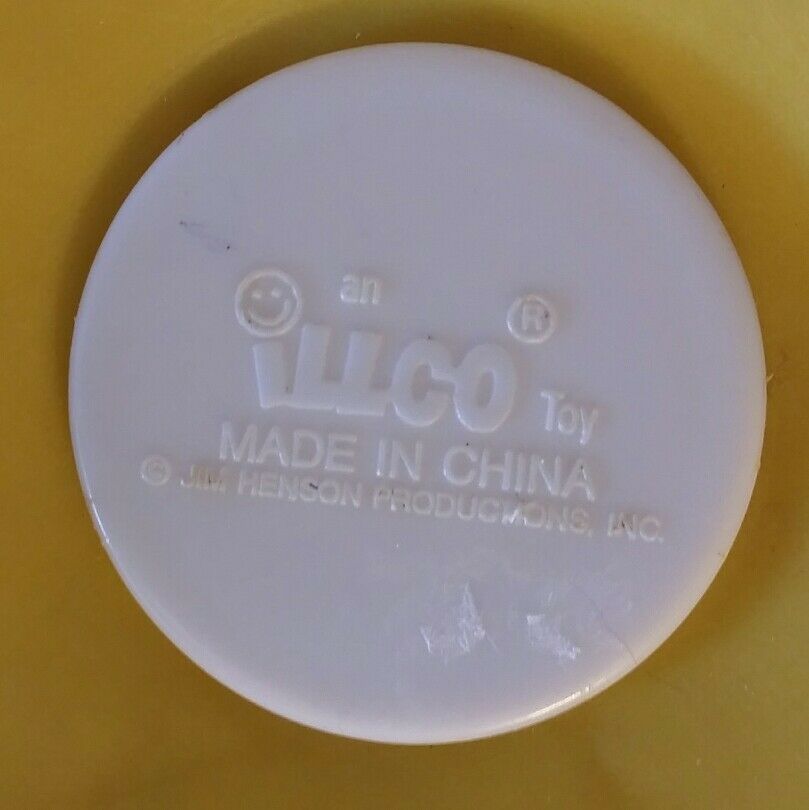 an
ILLCO ®
Toy
MADE IN CHINA
© JIM HENSON PRODUCTIONS, INC.